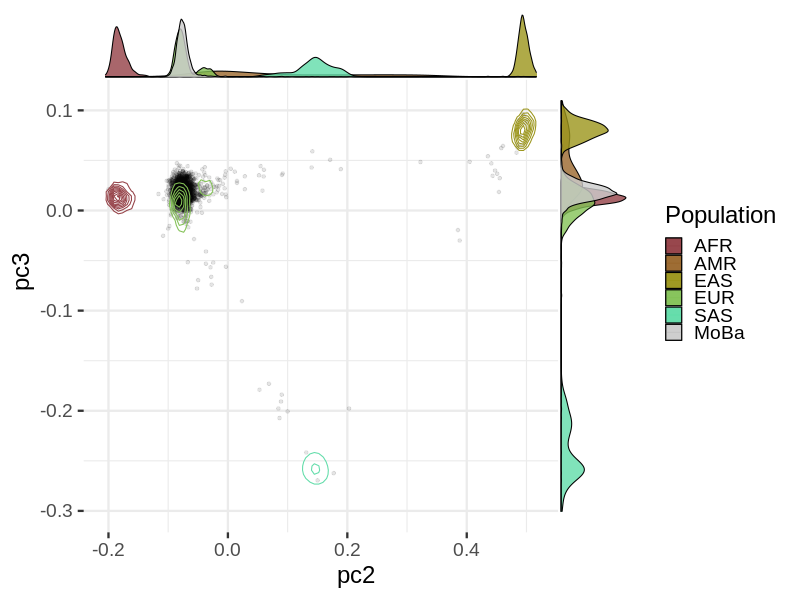 0.1
0.0
-0.1
-0.2
-0.3
pc3
-0.2
0.0
0.2
0.4
pc2
Population
AFR
AMR
EAS
EUR
SAS
MoBa